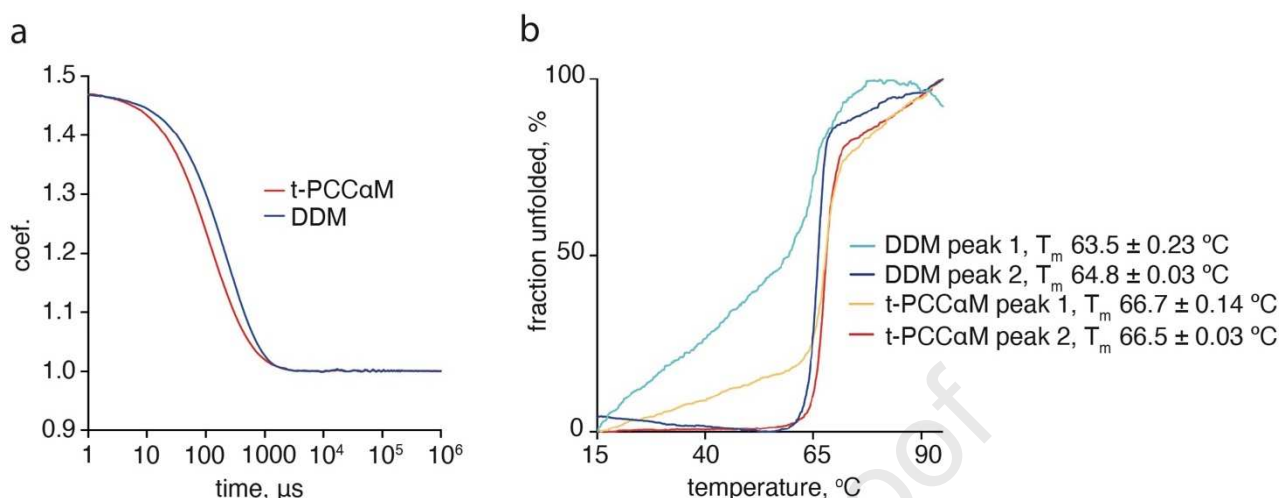 a
1.5
1.4
1.3
1.2
1.1
1.0
0.9
coef.
t-PCCαM
DDM
1 10 100 1000 10⁴ 10⁵ 10⁶
time, µs
b
100
50
0
fraction unfolded, %
DDM peak 1, Tₘ 63.5 ± 0.23 ºC
DDM peak 2, Tₘ 64.8 ± 0.03 ºC
t-PCCαM peak 1, Tₘ 66.7 ± 0.14 ºC
t-PCCαM peak 2, Tₘ 66.5 ± 0.03 ºC
15 40 65 90
temperature, ºC
oof